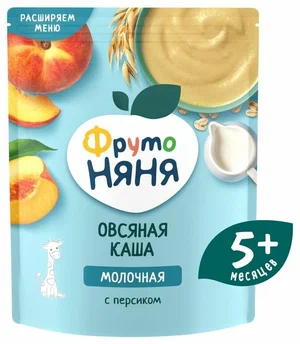 РАСШИРЯЕМ
МЕНЮ
Фруто
НЯНЯ
ОВСЯНАЯ
КАША
МОЛОЧНАЯ
с персиком
5+
месяцев